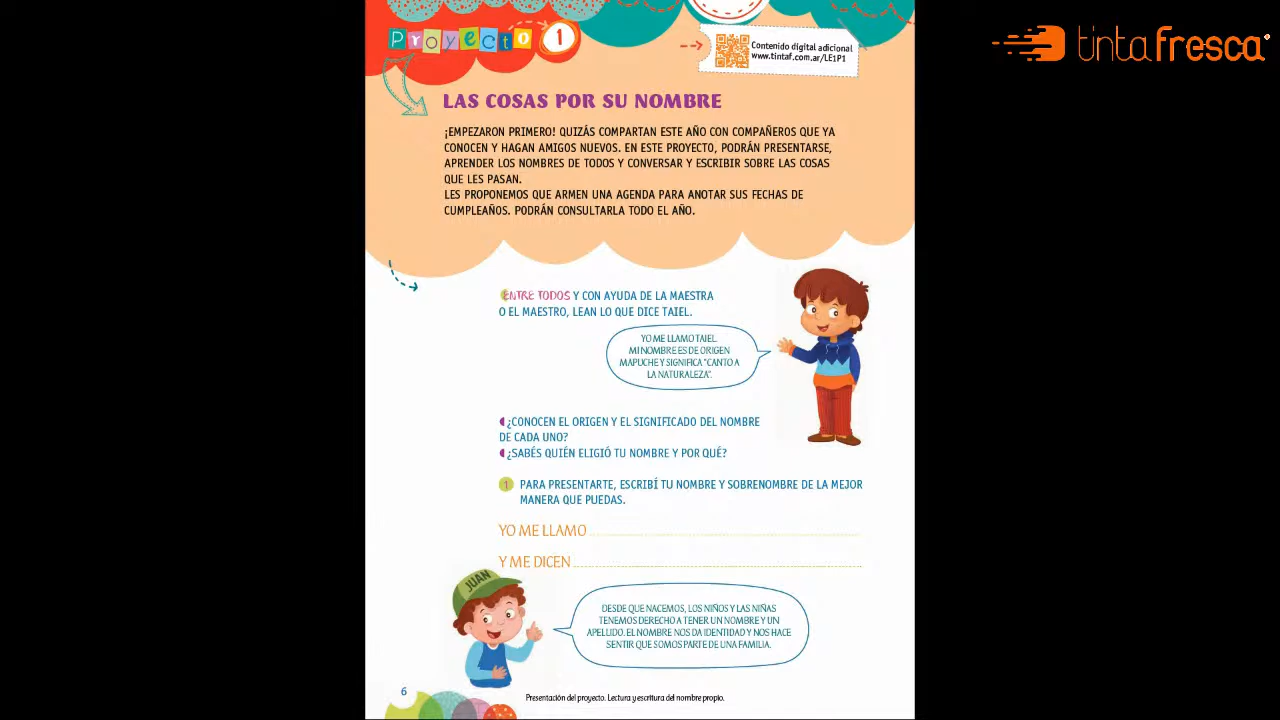 Proyecto 1
Contenido digital adicional
www.tintaf.com.ar/LE1P1
tinta fresca
LAS COSAS POR SU NOMBRE
¡EMPEZARON PRIMERO! QUIZÁS COMPARTAN ESTE AÑO CON COMPAÑEROS QUE YA
CONOCEN Y HAGAN AMIGOS NUEVOS. EN ESTE PROYECTO, PODRÁN PRESENTARSE,
APRENDER LOS NOMBRES DE TODOS Y CONVERSAR Y ESCRIBIR SOBRE LAS COSAS
QUE LES PASAN.
LES PROPONEMOS QUE ARMEN UNA AGENDA PARA ANOTAR SUS FECHAS DE
CUMPLEAÑOS. PODRÁN CONSULTARLA TODO EL AÑO.
ENTRE TODOS Y CON AYUDA DE LA MAESTRA
O EL MAESTRO, LEAN LO QUE DICE TAIEL.
YO ME LLAMO TAIEL.
MI NOMBRE ES DE ORIGEN
MAPUCHE Y SIGNIFICA "CANTO A
LA NATURALEZA".
¿CONOCEN EL ORIGEN Y EL SIGNIFICADO DEL NOMBRE
DE CADA UNO?
¿SABÉS QUIÉN ELIGIÓ TU NOMBRE Y POR QUÉ?
1 PARA PRESENTARTE, ESCRIBÍ TU NOMBRE Y SOBRENOMBRE DE LA MEJOR
MANERA QUE PUEDAS.
YO ME LLAMO
Y ME DICEN
JUAN
DESDE QUE NACEMOS, LOS NIÑOS Y LAS NIÑAS
TENEMOS DERECHO A TENER UN NOMBRE Y UN
APELLIDO. EL NOMBRE NOS DA IDENTIDAD Y NOS HACE
SENTIR QUE SOMOS PARTE DE UNA FAMILIA.
6
Presentación del proyecto. Lectura y escritura del nombre propio.